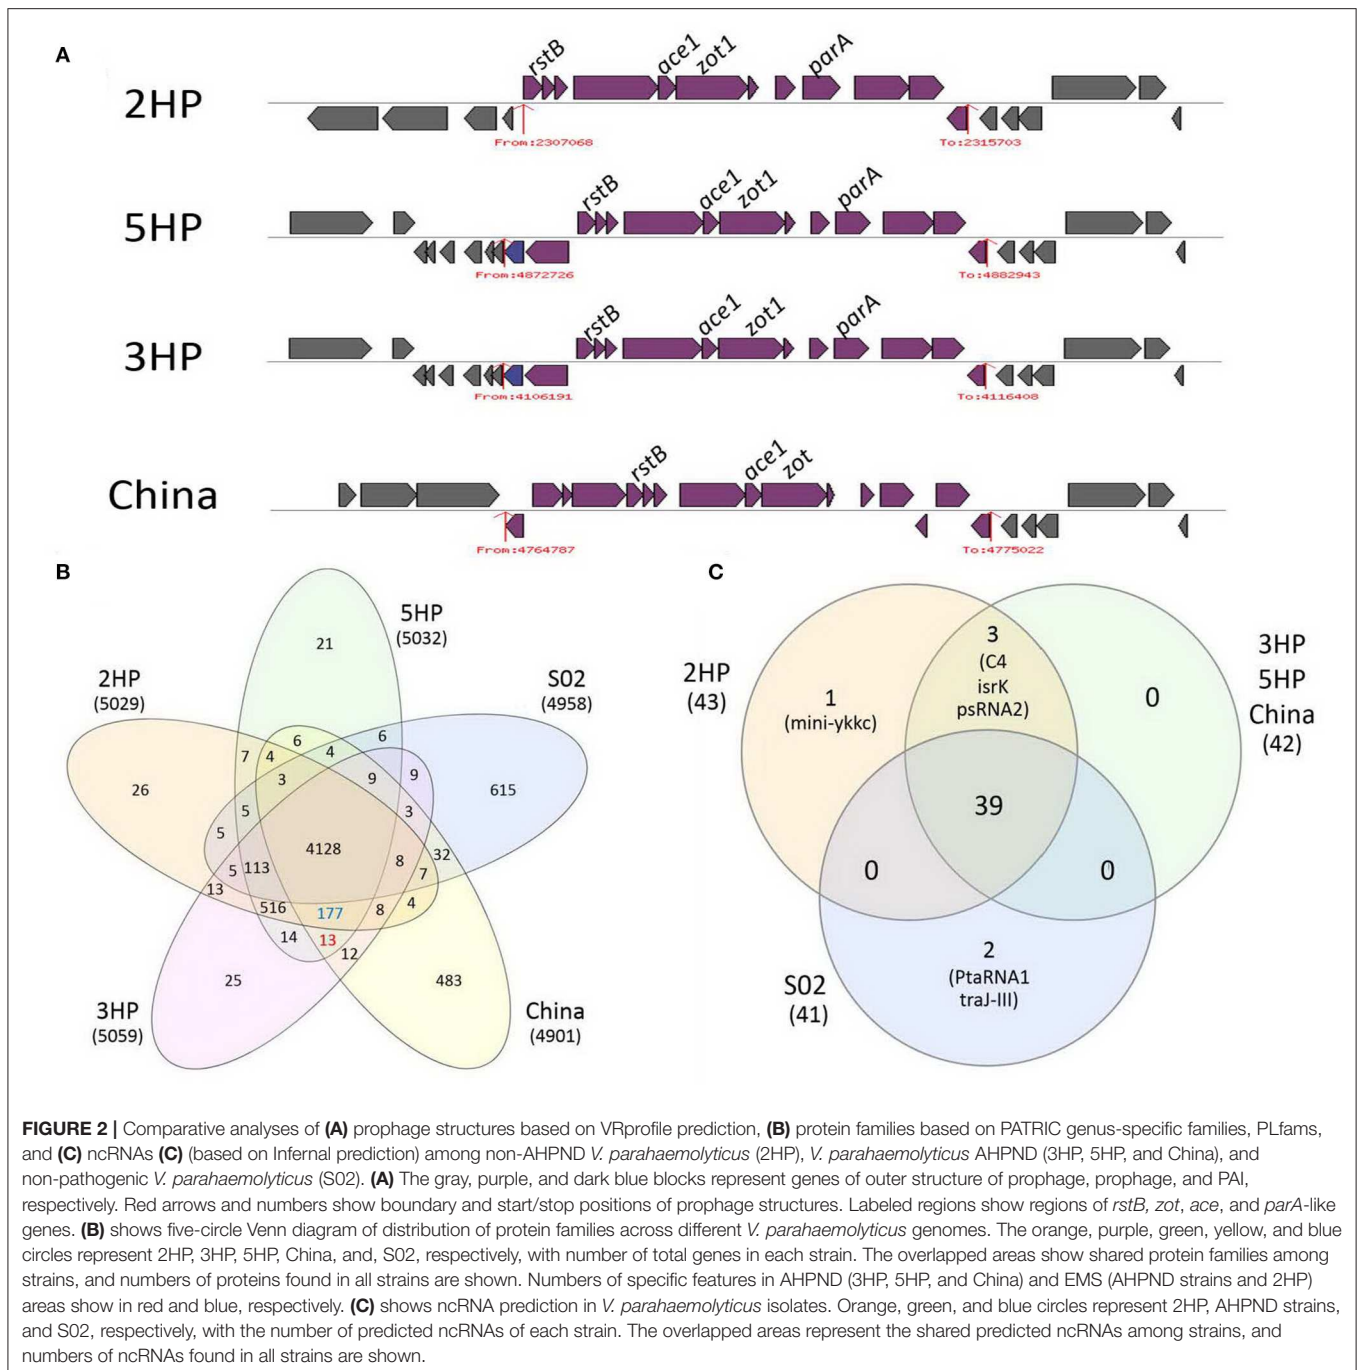 A
rstB ace1 zot1 parA
2HP
From:2307068 To:2315703
rstB ace1 zot1 parA
5HP
From:4872726 To:4882943
rstB ace1 zot1 parA
3HP
From:4106191 To:4116408
rstB ace1 zot
China
From:4764787 To:4775022
B
5HP
(5032)
21
2HP
(5029)
S02
(4958)
6
6
7 4 4
3 9 9
26
615
5 3
5
4128
32
5 113 8 7
13
516 177 8 4
14 13 12
25
483
3HP
(5059)
China
(4901)
C
3
(C4
isrK
psRNA2)
2HP
(43)
1
(mini-ykkc)
0
3HP
5HP
China
(42)
39
0
0
2
(PtaRNA1
traJ-III)
S02
(41)
FIGURE 2 | Comparative analyses of (A) prophage structures based on VRprofile prediction, (B) protein families based on PATRIC genus-specific families, PLfams,
and (C) ncRNAs (C) (based on Infernal prediction) among non-AHPND V. parahaemolyticus (2HP), V. parahaemolyticus AHPND (3HP, 5HP, and China), and
non-pathogenic V. parahaemolyticus (S02). (A) The gray, purple, and dark blue blocks represent genes of outer structure of prophage, prophage, and PAI,
respectively. Red arrows and numbers show boundary and start/stop positions of prophage structures. Labeled regions show regions of rstB, zot, ace, and parA-like
genes. (B) shows five-circle Venn diagram of distribution of protein families across different V. parahaemolyticus genomes. The orange, purple, green, yellow, and blue
circles represent 2HP, 3HP, 5HP, China, and, S02, respectively, with number of total genes in each strain. The overlapped areas show shared protein families among
strains, and numbers of proteins found in all strains are shown. Numbers of specific features in AHPND (3HP, 5HP, and China) and EMS (AHPND strains and 2HP)
areas show in red and blue, respectively. (C) shows ncRNA prediction in V. parahaemolyticus isolates. Orange, green, and blue circles represent 2HP, AHPND strains,
and S02, respectively, with the number of predicted ncRNAs of each strain. The overlapped areas represent the shared predicted ncRNAs among strains, and
numbers of ncRNAs found in all strains are shown.